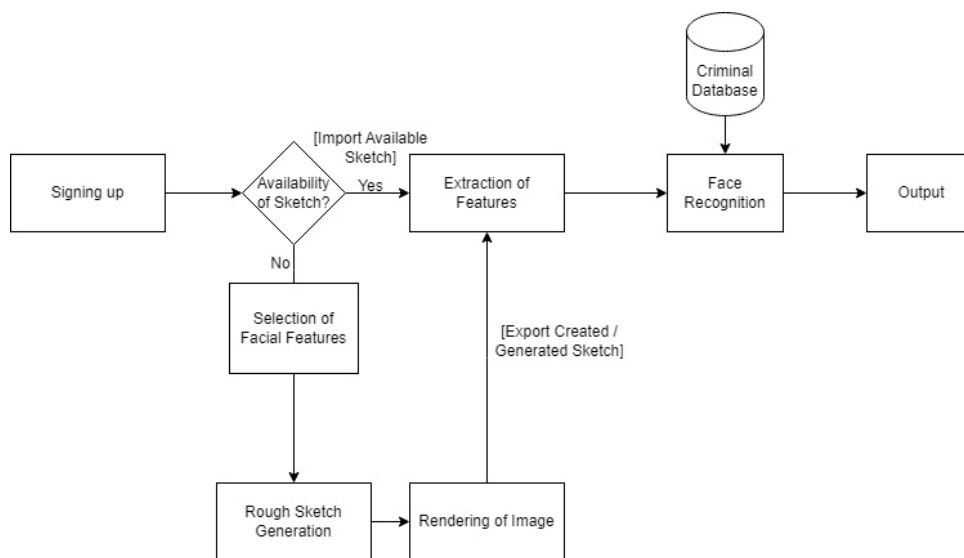 Criminal
Database
[Import Available
Sketch]
Signing up
Availability
of Sketch?
Yes
Extraction of
Features
Face
Recognition
Output
No
Selection of
Facial Features
[Export Created /
Generated Sketch]
Rough Sketch
Generation
Rendering of Image